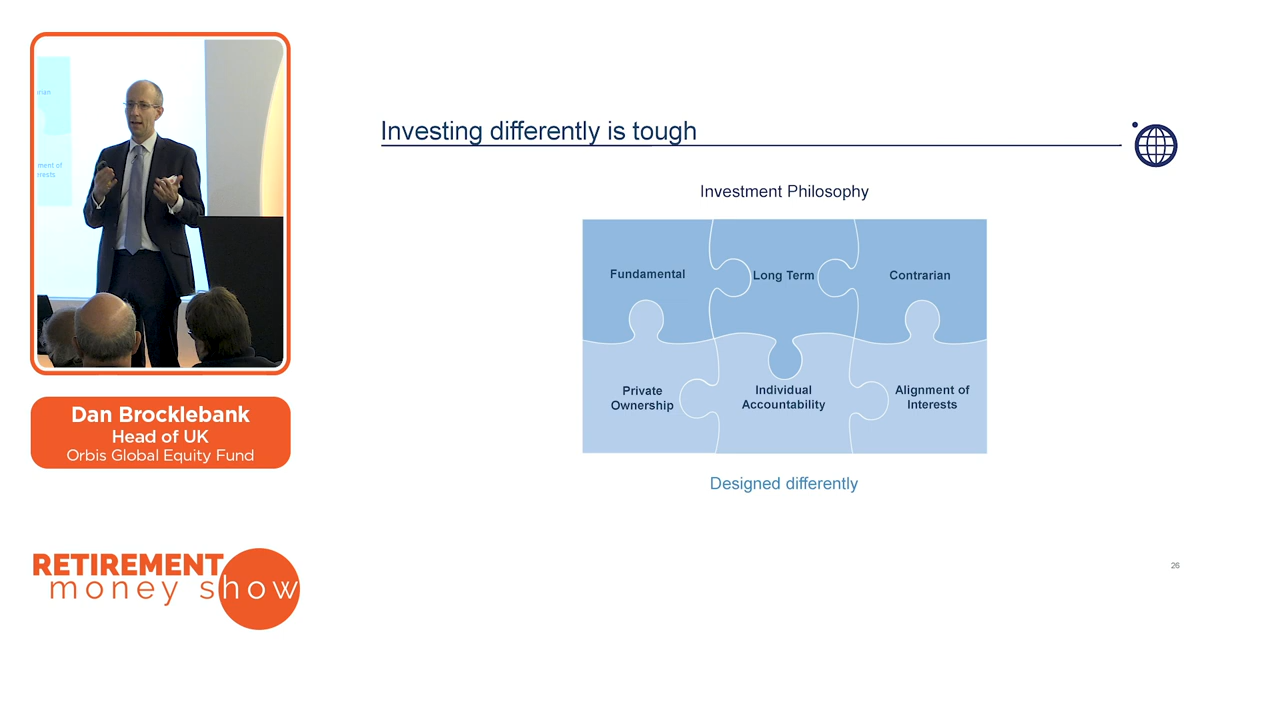 Investing differently is tough
Investment Philosophy
Fundamental
Long Term
Contrarian
Private
Ownership
Individual
Accountability
Alignment of
Interests
Designed differently
26
Dan Brocklebank
Head of UK
Orbis Global Equity Fund
RETIREMENT
money show